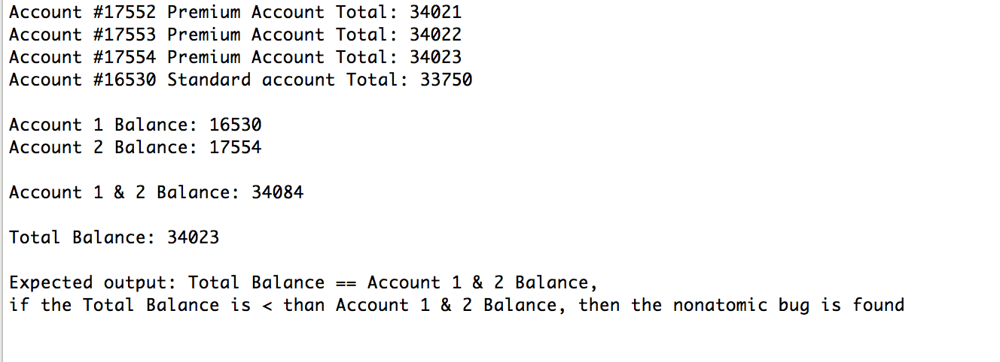 Account #17552 Premium Account Total: 34021
Account #17553 Premium Account Total: 34022
Account #17554 Premium Account Total: 34023
Account #16530 Standard account Total: 33750
Account 1 Balance: 16530
Account 2 Balance: 17554
Account 1 & 2 Balance: 34084
Total Balance: 34023
Expected output: Total Balance == Account 1 & 2 Balance,
if the Total Balance is < than Account 1 & 2 Balance, then the nonatomic bug is found